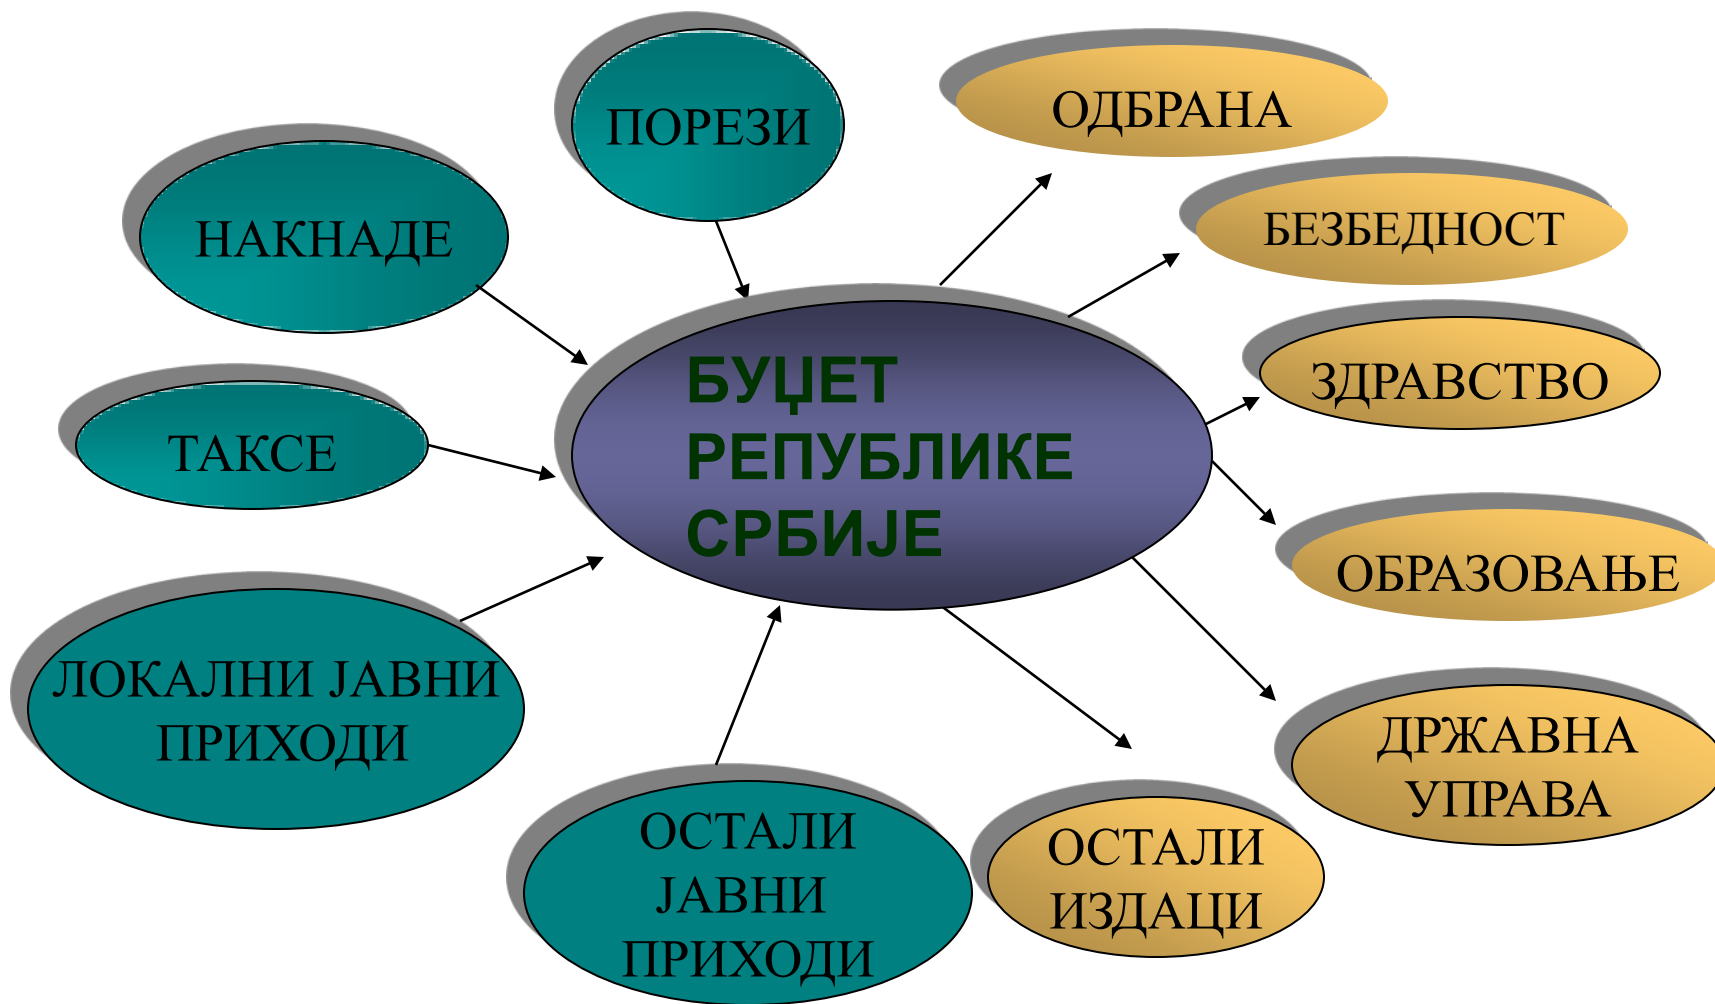 ПОРЕЗИ
ОДБРАНА
НАКНАДЕ
БЕЗБЕДНОСТ
БУЏЕТ
РЕПУБЛИКЕ
СРБИЈЕ
ЗДРАВСТВО
ТАКСЕ
ОБРАЗОВАЊЕ
ЛОКАЛНИ ЈАВНИ
ПРИХОДИ
ДРЖАВНА
УПРАВА
ОСТАЛИ
ЈАВНИ
ПРИХОДИ
ОСТАЛИ
ИЗДАЦИ